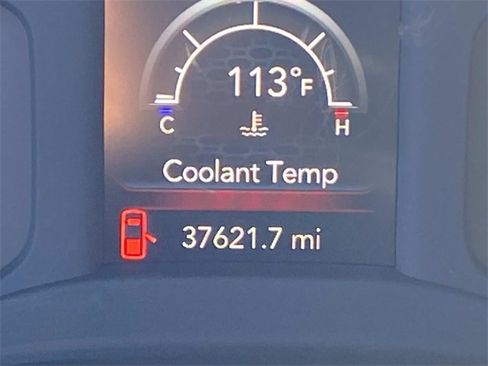 113°F
C H
Coolant Temp
37621.7 mi